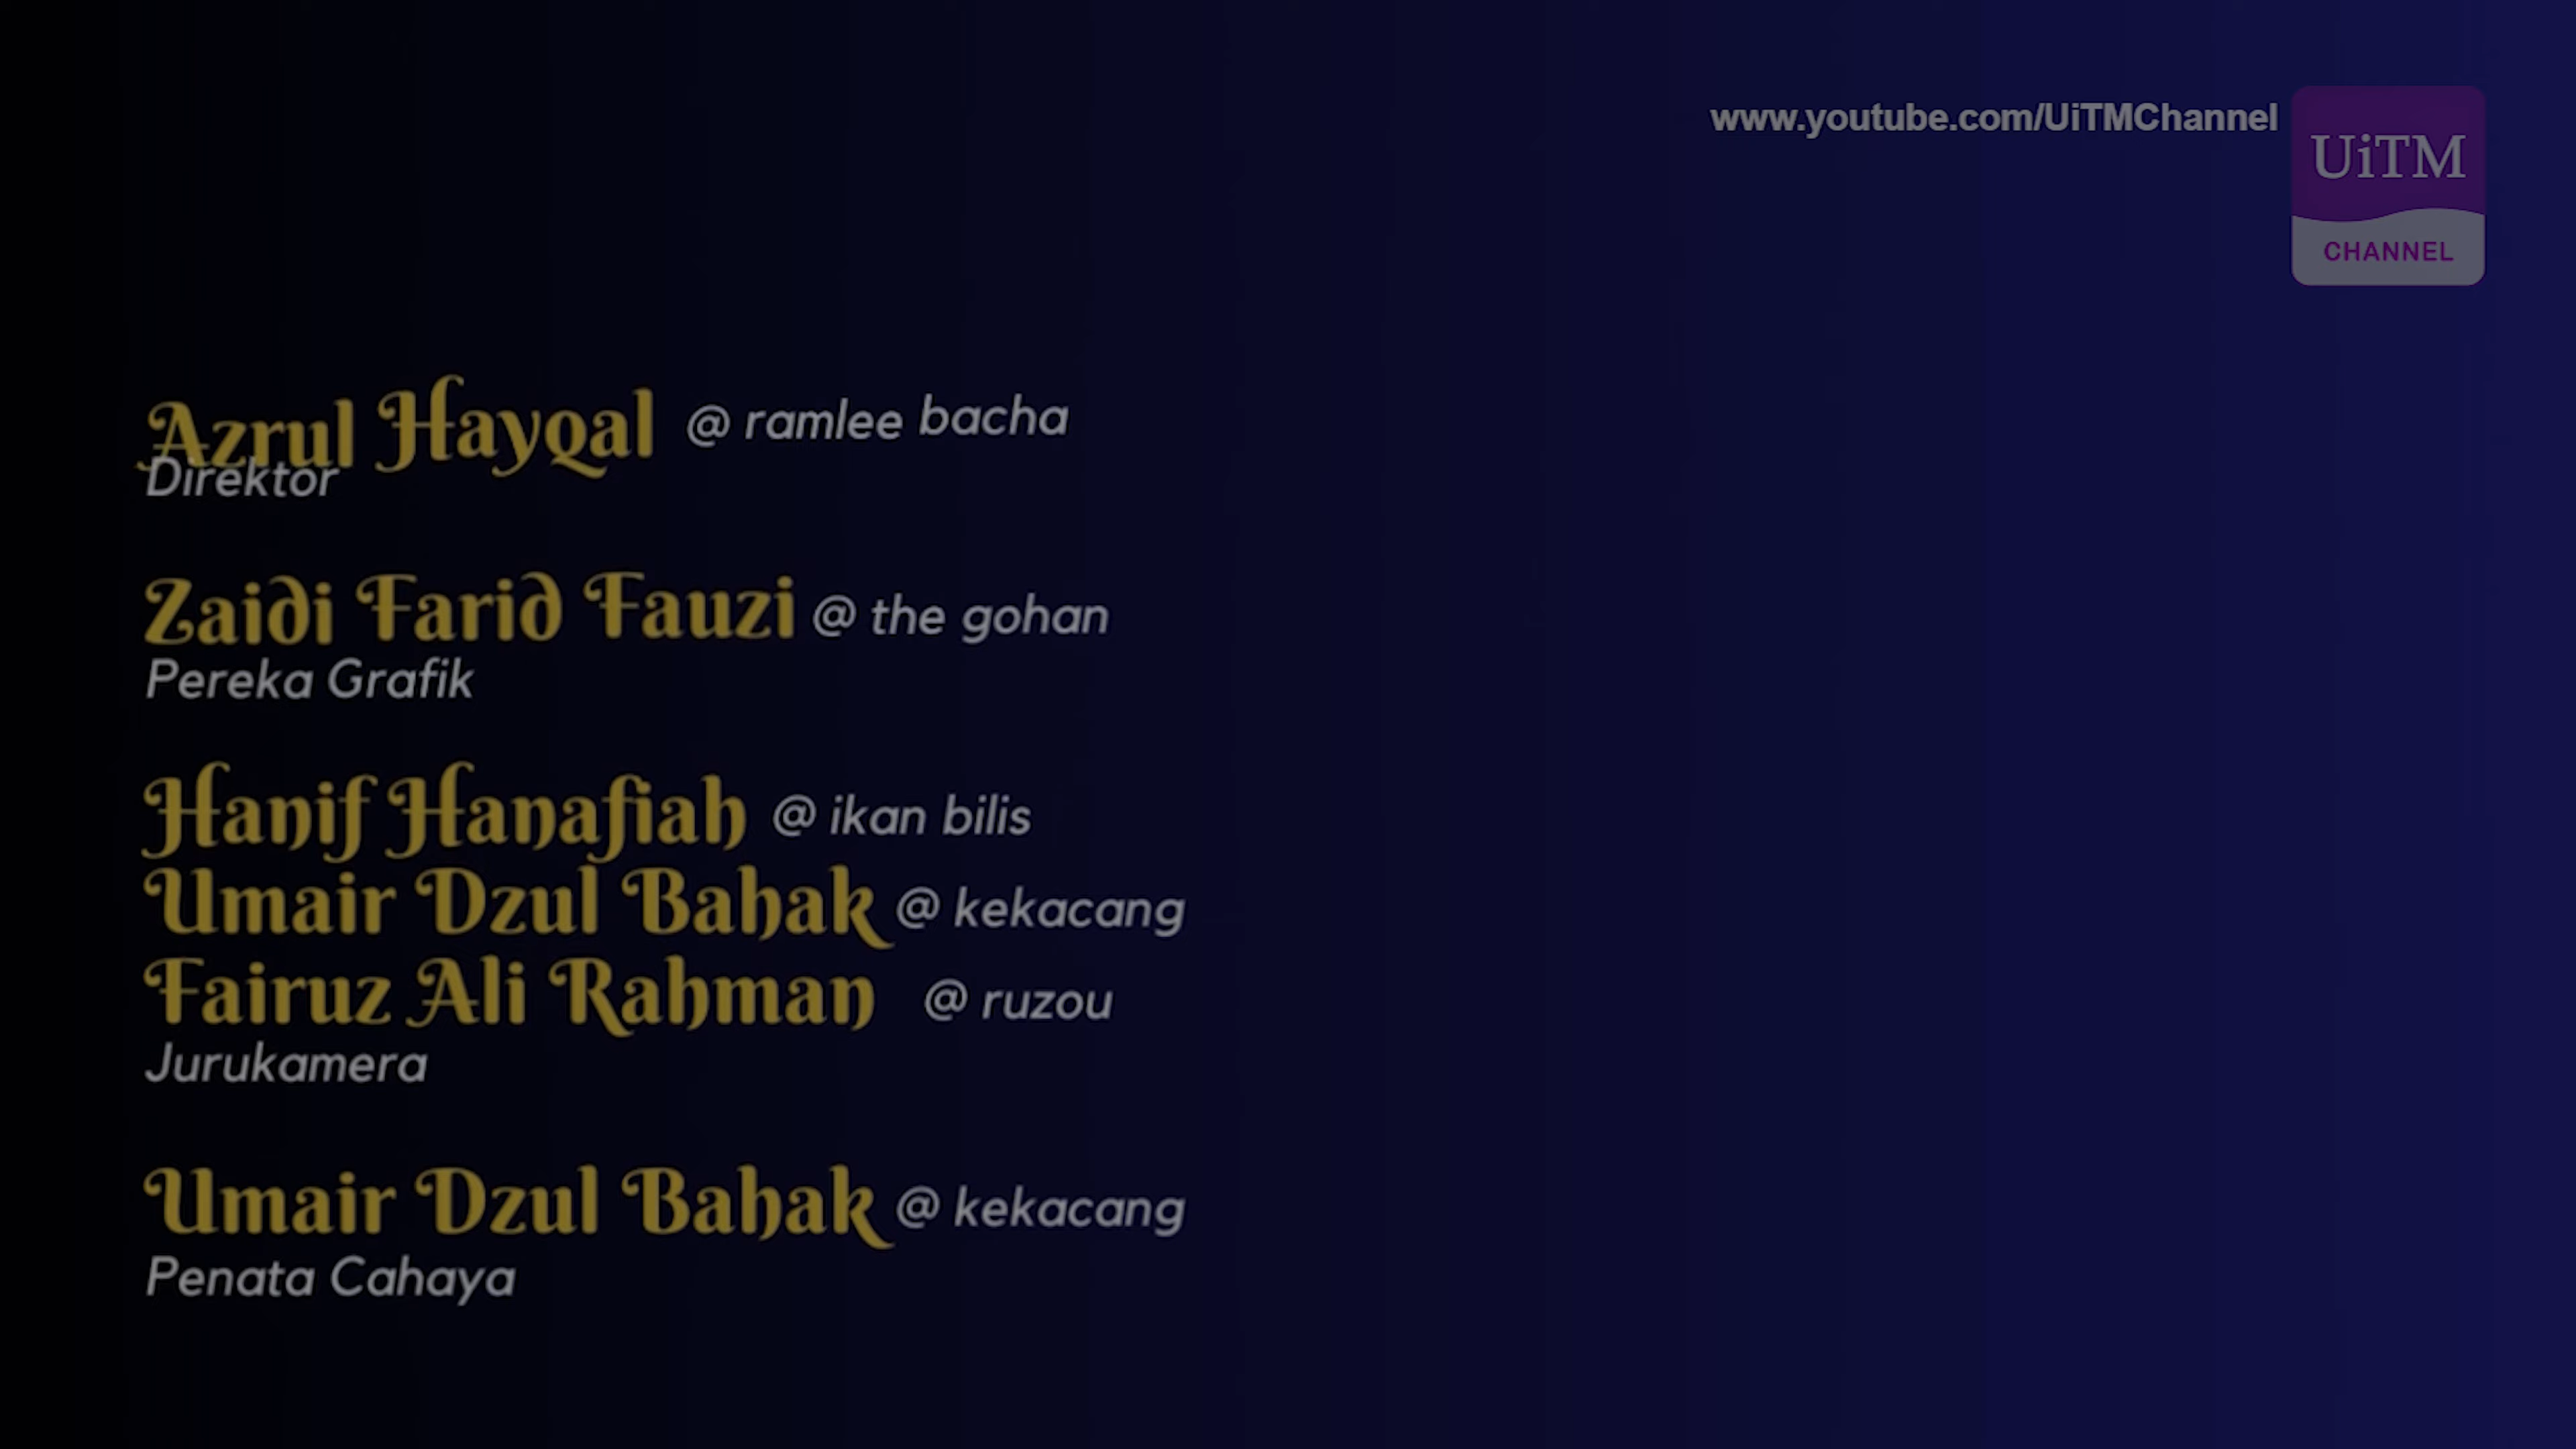 www.youtube.com/UiTMChannel
UiTM
CHANNEL
Azrul Hayqal @ ramlee bacha
Direktor
Zaidi Farid Fauzi @ the gohan
Pereka Grafik
Hanif Hanafiah @ ikan bilis
Umair Dzul Bahak @ kekacang
Fairuz Ali Rahman @ ruzou
Jurukamera
Umair Dzul Bahak @ kekacang
Penata Cahaya